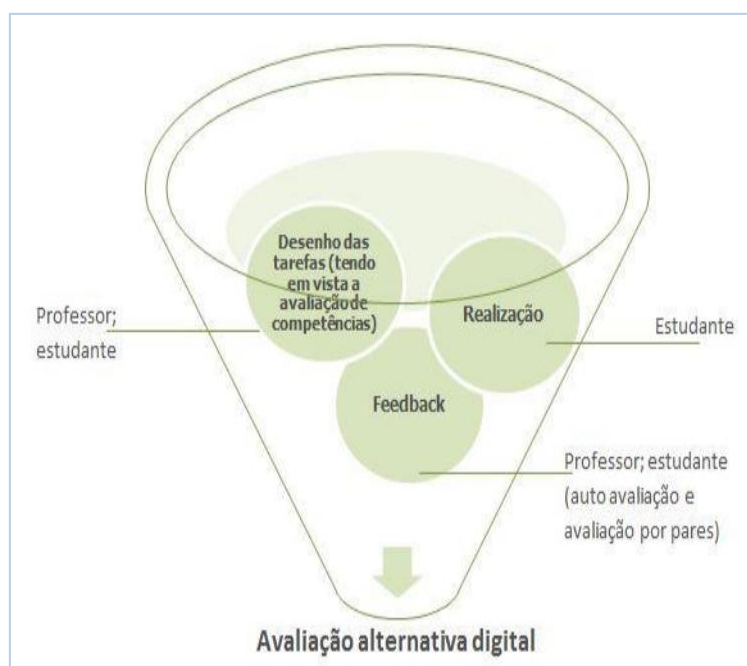 Desenho das
tarefas (tendo
em vista a
avaliação de
competências)
Realização
Professor;
estudante
Estudante
Feedback
Professor; estudante
(auto avaliação e
avaliação por pares)
Avaliação alternativa digital